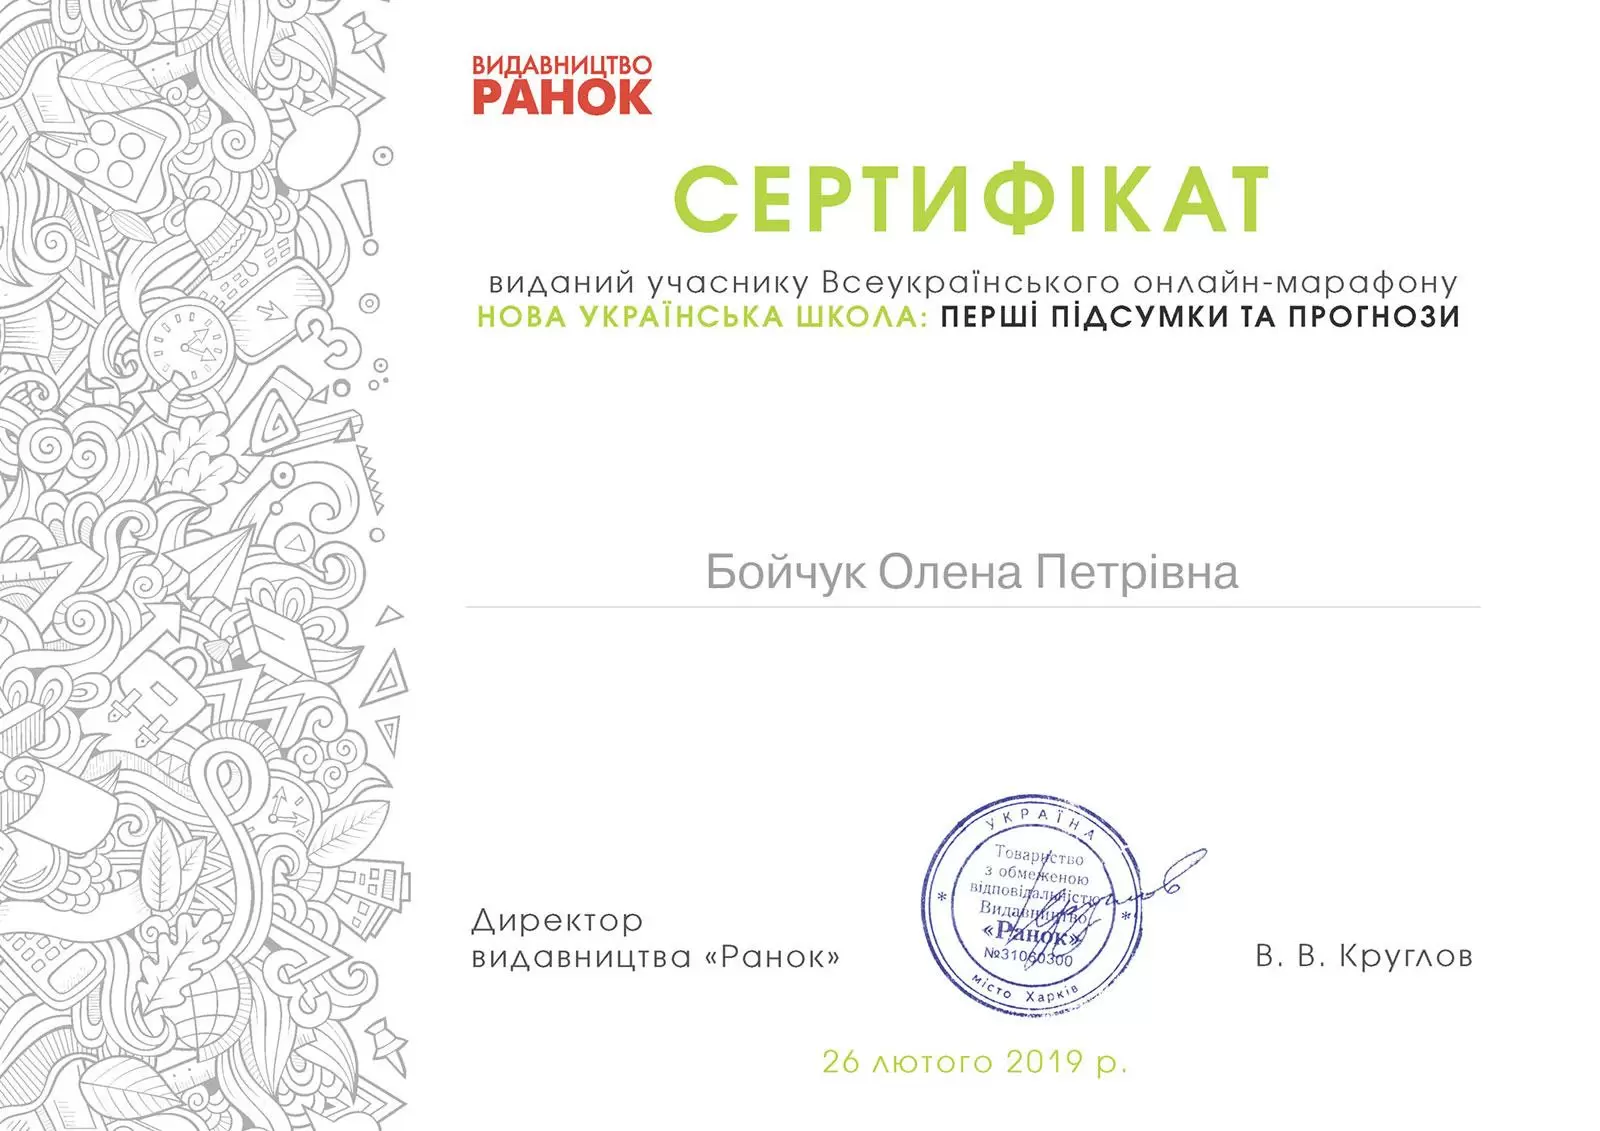 ВИДАВНИЦТВО
РАНОК
СЕРТИФІКАТ
виданий учаснику Всеукраїнського онлайн-марафону
НОВА УКРАЇНСЬКА ШКОЛА: ПЕРШІ ПІДСУМКИ ТА ПРОГНОЗИ
Бойчук Олена Петрівна
Директор
видавництва «Ранок»
УКРАЇНА
Товариство
з обмеженою
відповідальністю
Видавництво
«Ранок»
№31060300
місто Харків
В. В. Круглов
26 лютого 2019 р.